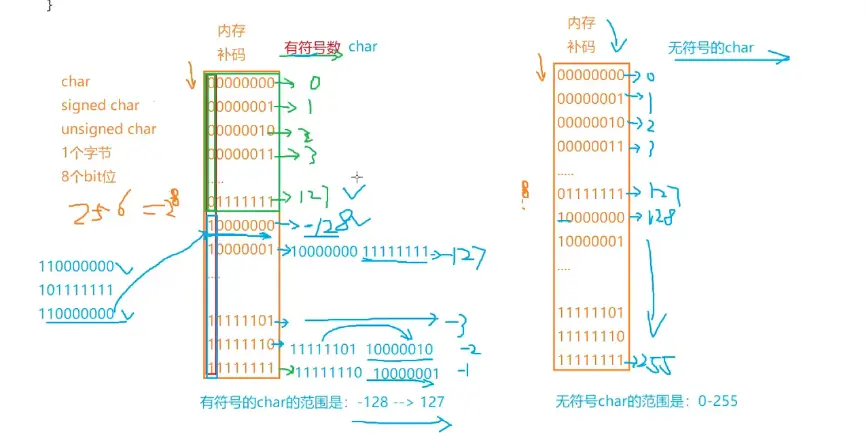 }
char
signed char
unsigned char
1个字节
8个bit位
256 = 2^8
110000000
101111111
110000000
内存
补码
有符号数 char
00000000 0
00000001 1
00000010 2
00000011 3
.....
01111111 127
10000000 -128
10000001 10000000 11111111 -127
....
11111101 -3
11111110 11111101 10000010 -2
11111111 11111110 10000001 -1
有符号的char的范围是：-128 --> 127
内存
补码
无符号的char
00000000 0
00000001 1
00000010 2
00000011 3
.....
01111111 127
10000000 128
10000001
....
11111101
11111110
11111111 255
无符号char的范围是：0-255